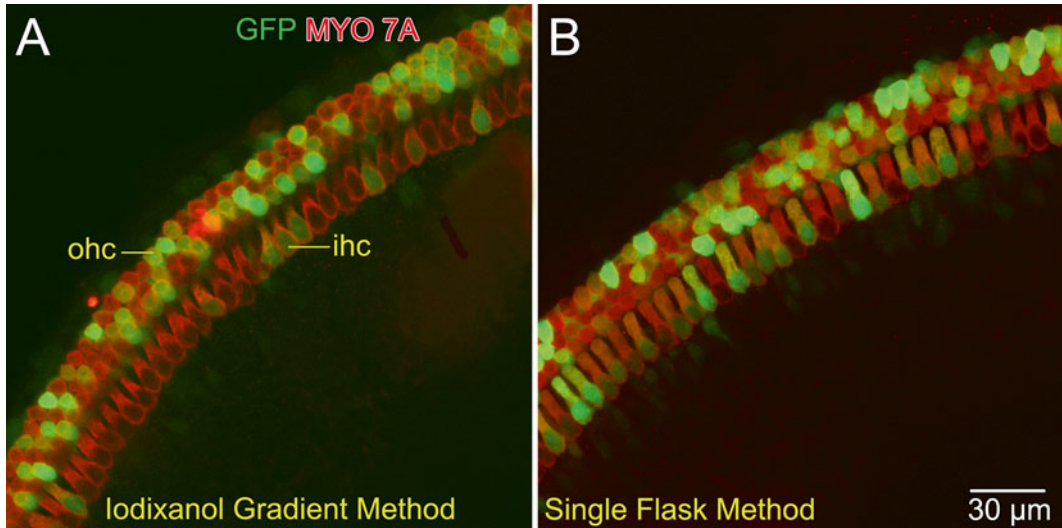 A
GFP MYO 7A
ohc
ihc
Iodixanol Gradient Method
B
Single Flask Method
30 µm